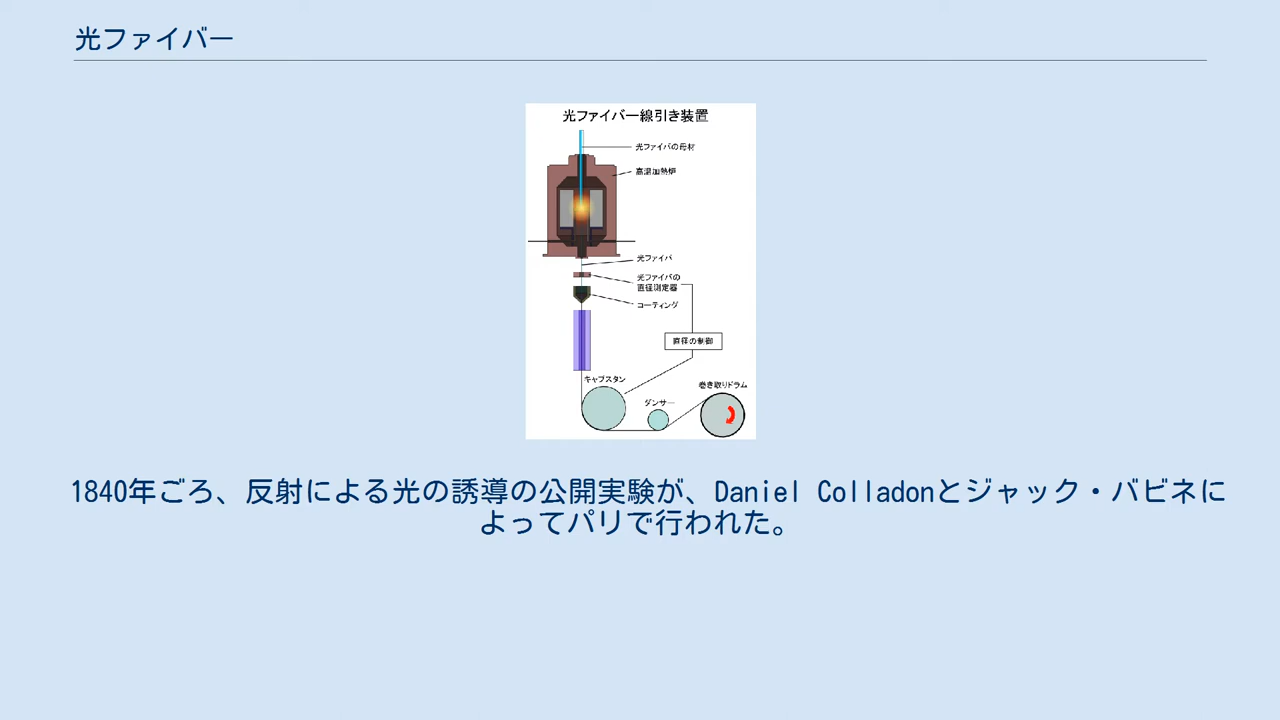 光ファイバー
光ファイバー線引き装置
光ファイバの母材
高温加熱炉
光ファイバ
光ファイバの
直径測定器
コーティング
直径の制御
キャプスタン
ダンサー
巻き取りドラム
1840年ごろ、反射による光の誘導の公開実験が、Daniel Colladonとジャック・バビネに
よってパリで行われた。